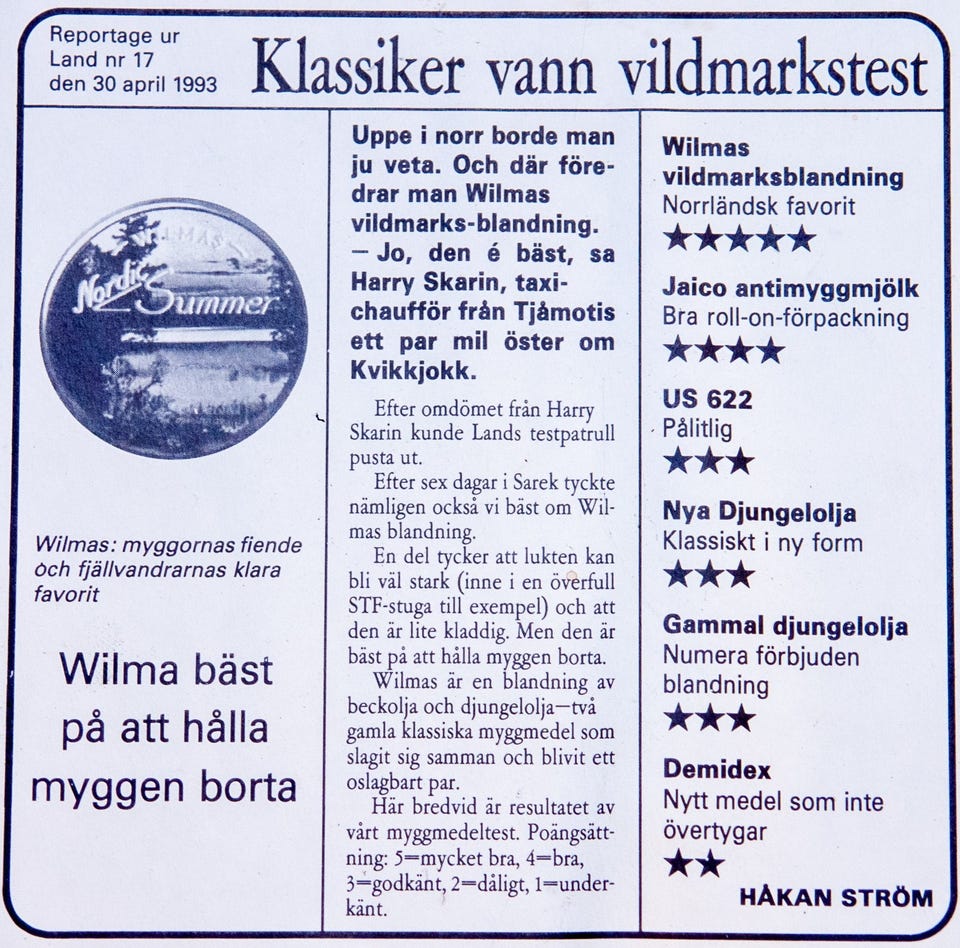 Reportage ur
Land nr 17
den 30 april 1993
Klassiker vann vildmarkstest
Nordic
Summer
Wilmas: myggornas fiende
och fjällvandrarnas klara
favorit
Wilma bäst
på att hålla
myggen borta
Uppe i norr borde man
ju veta. Och där före-
drar man Wilmas
vildmarks-blandning.
– Jo, den é bäst, sa
Harry Skarin, taxi-
chaufför från Tjåmotis
ett par mil öster om
Kvikkjokk.
Efter omdömet från Harry
Skarin kunde Lands testpatrull
pusta ut.
Efter sex dagar i Sarek tyckte
nämligen också vi bäst om Wil-
mas blandning.
En del tycker att lukten kan
bli väl stark (inne i en överfull
STF-stuga till exempel) och att
den är lite kladdig. Men den är
bäst på att hålla myggen borta.
Wilmas är en blandning av
beckolja och djungelolja—två
gamla klassiska myggmedel som
slagit sig samman och blivit ett
oslagbart par.
Här bredvid är resultatet av
vårt myggmedeltest. Poängsätt-
ning: 5=mycket bra, 4=bra,
3=godkänt, 2=dåligt, 1=under-
känt.
Wilmas
vildmarksblandning
Norrländsk favorit
★★★★★
Jaico antimyggmjölk
Bra roll-on-förpackning
★★★★
US 622
Pålitlig
★★★
Nya Djungelolja
Klassiskt i ny form
★★★
Gammal djungelolja
Numera förbjuden
blandning
★★★
Demidex
Nytt medel som inte
övertygar
★★
HÅKAN STRÖM